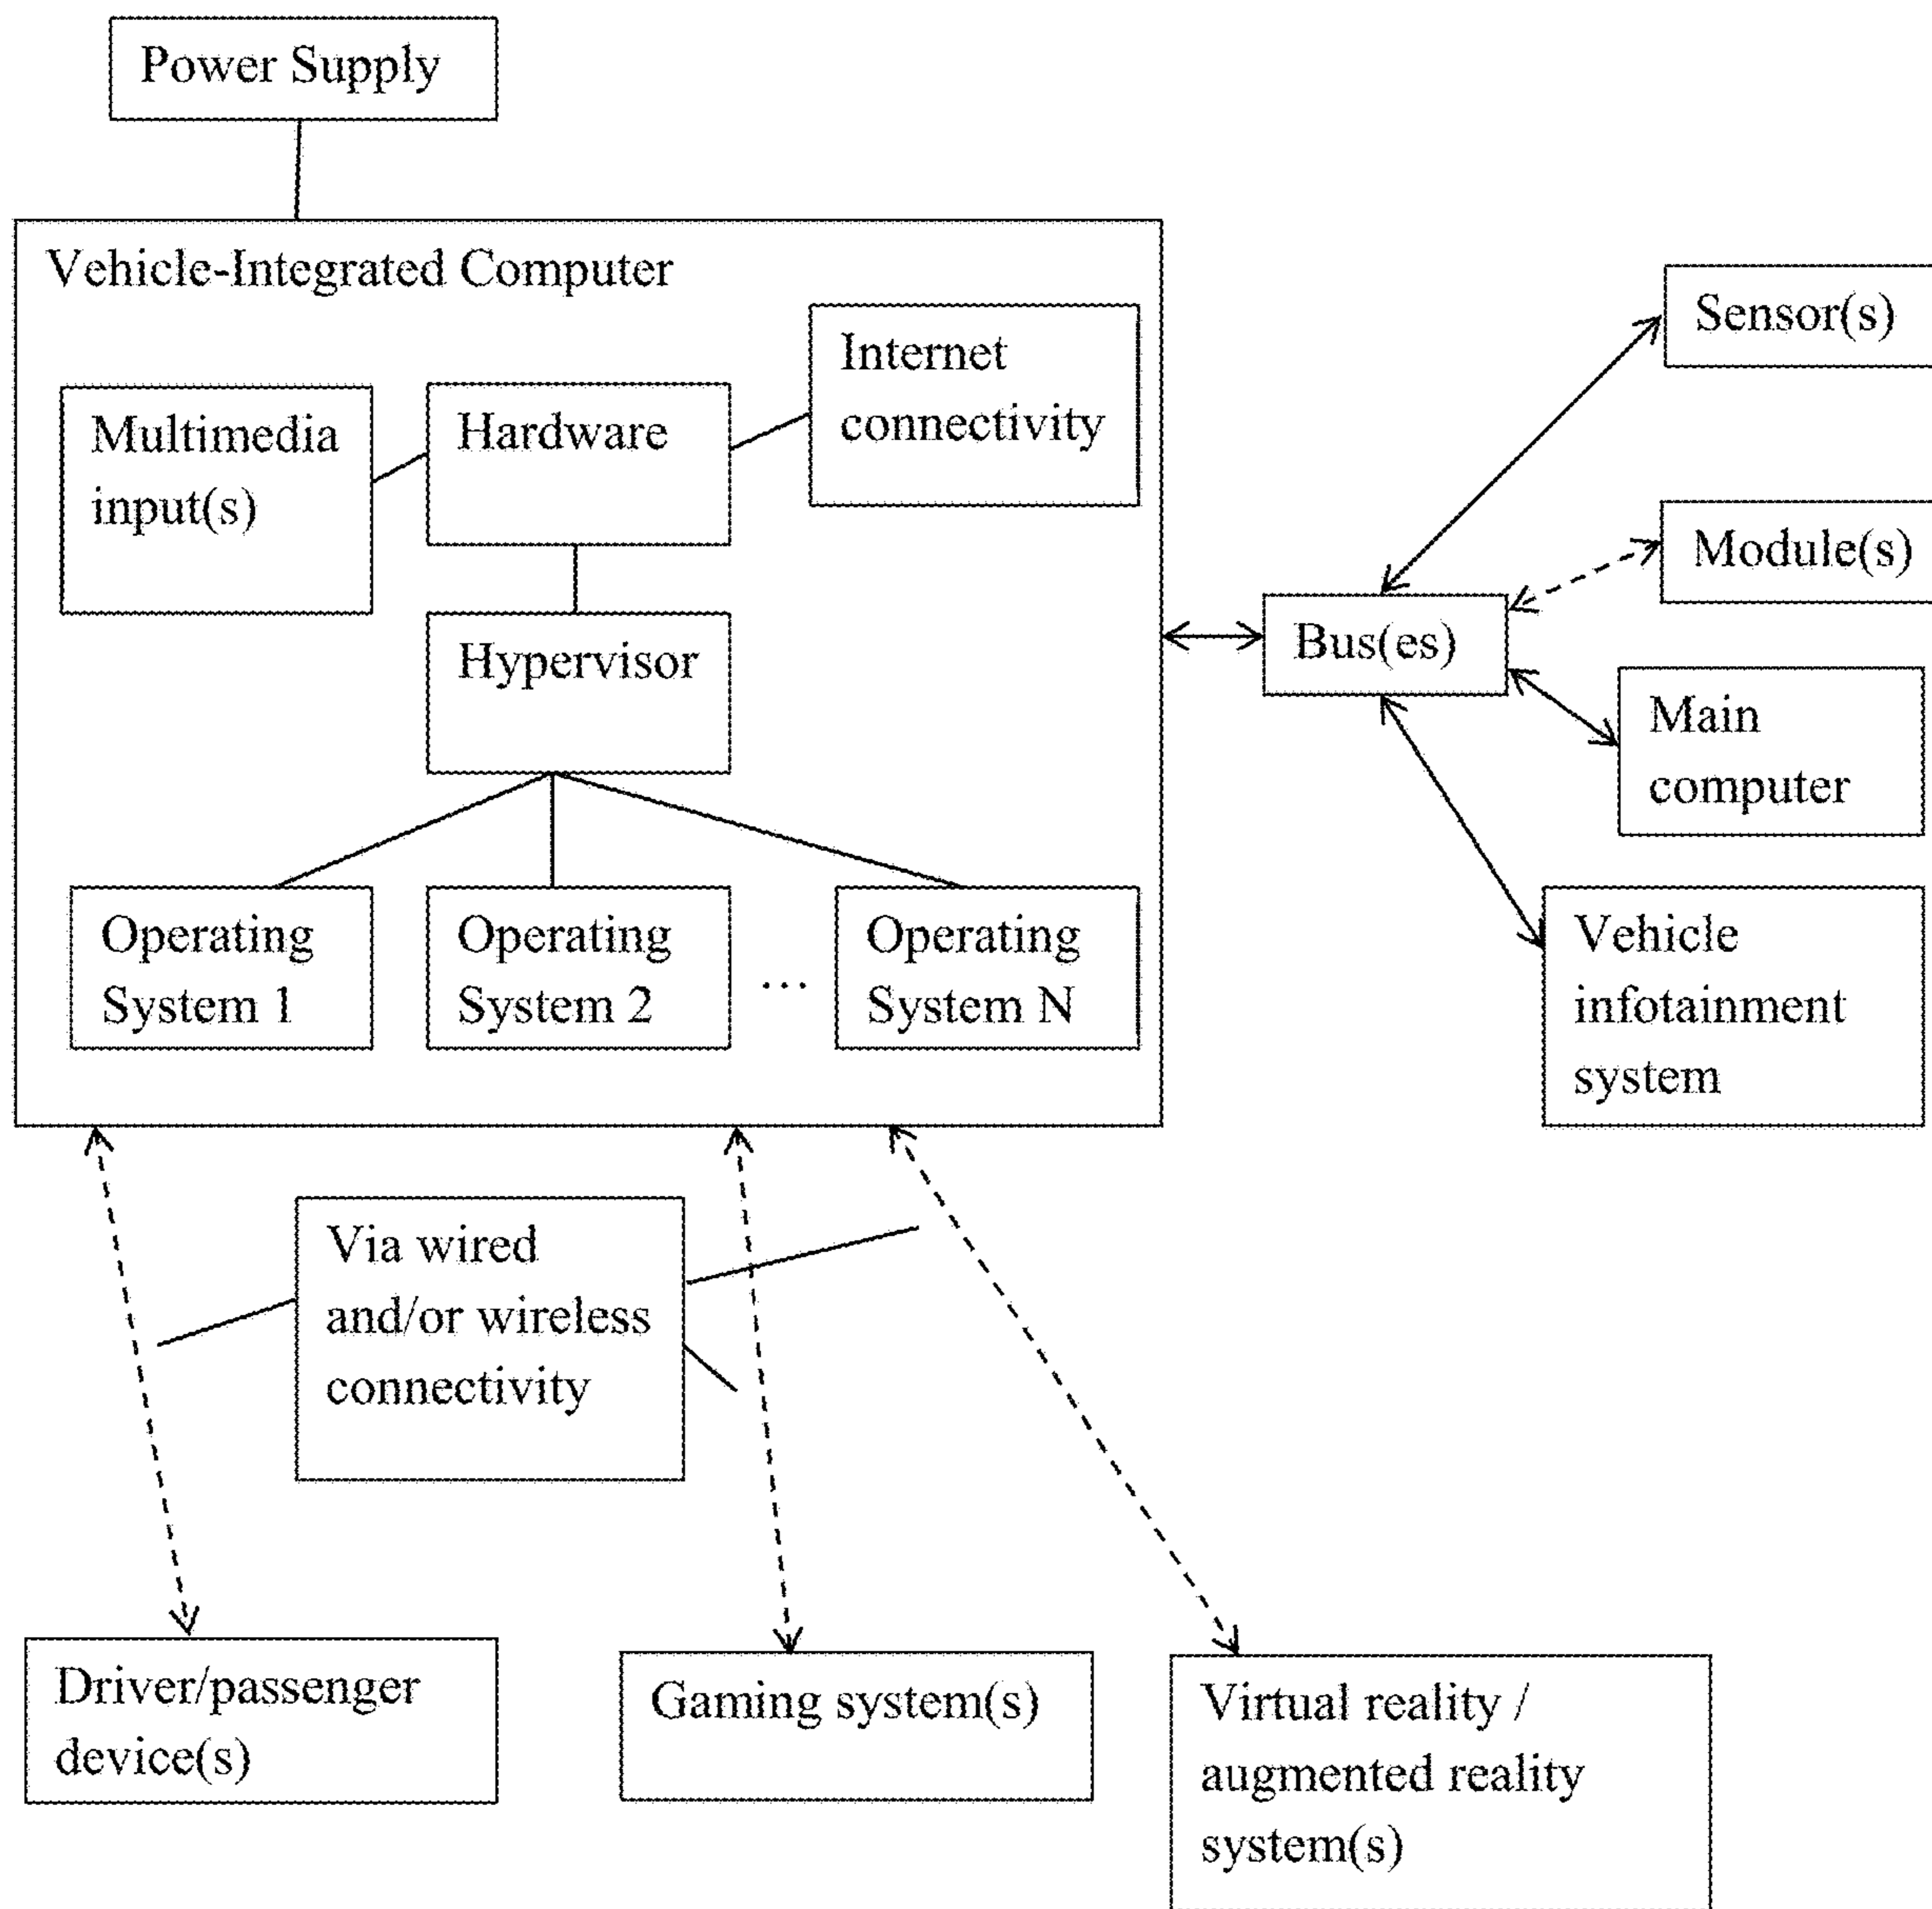 Power Supply
Vehicle-Integrated Computer
Multimedia
input(s)
Hardware
Internet
connectivity
Hypervisor
Operating
System 1
Operating
System 2
...
Operating
System N
Bus(es)
Sensor(s)
Module(s)
Main
computer
Vehicle
infotainment
system
Via wired
and/or wireless
connectivity
Driver/passenger
device(s)
Gaming system(s)
Virtual reality /
augmented reality
system(s)